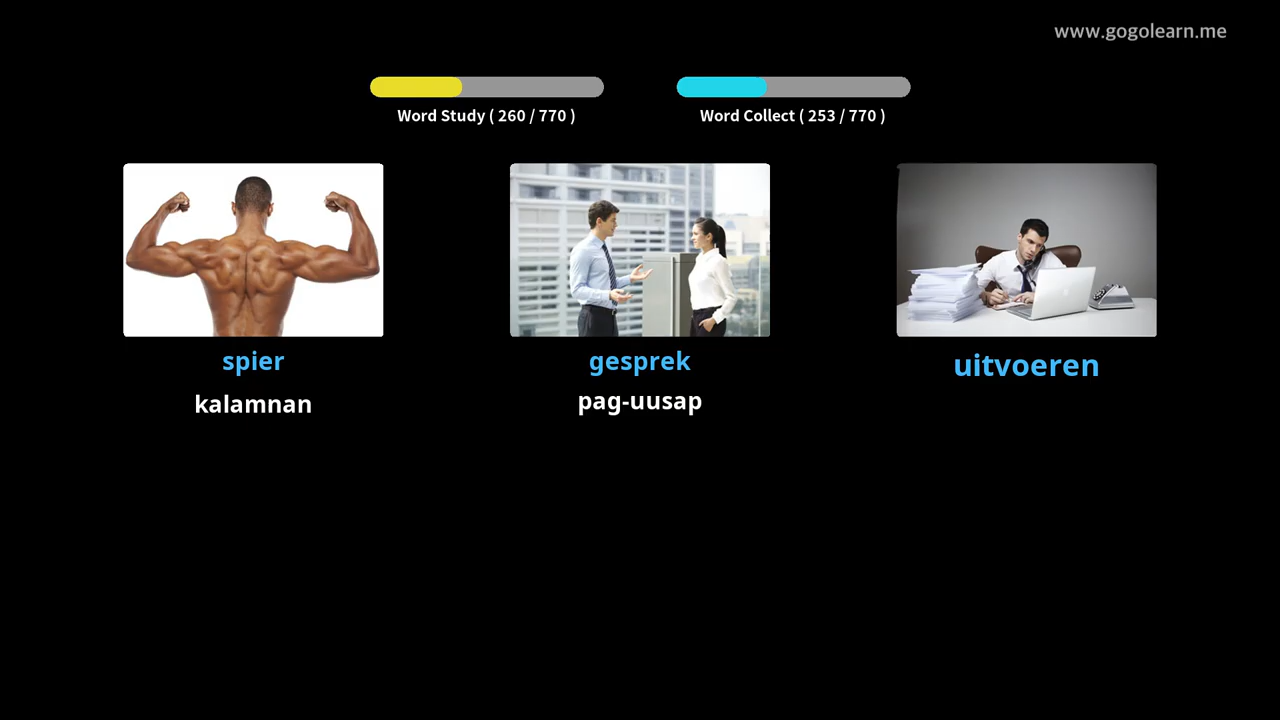 www.gogolearn.me
Word Study ( 260 / 770 )
Word Collect ( 253 / 770 )
spier
kalamnan
gesprek
pag-uusap
uitvoeren